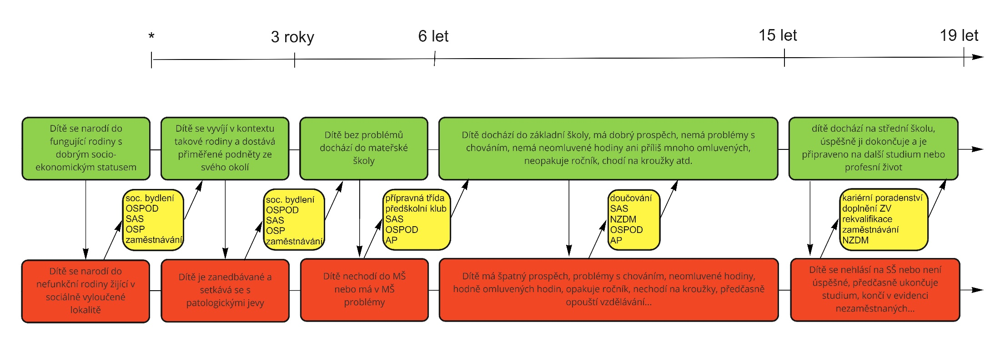 *
3 roky
6 let
15 let
19 let
Dítě se narodí do
fungující rodiny s
dobrým socio-
ekonomickým statusem
Dítě se vyvíjí v kontextu
takové rodiny a dostává
přiměřené podněty ze
svého okolí
Dítě bez problémů
dochází do mateřské
školy
Dítě dochází do základní školy, má dobrý prospěch, nemá problémy s
chováním, nemá neomluvené hodiny ani příliš mnoho omluvených,
neopakuje ročník, chodí na kroužky atd.
dítě dochází na střední školu,
úspěšně ji dokončuje a je
připraveno na další studium nebo
profesní život
soc. bydlení
OSPOD
SAS
OSP
zaměstnávání
soc. bydlení
OSPOD
SAS
OSP
zaměstnávání
přípravná třída
předškolní klub
SAS
OSPOD
AP
doučování
SAS
NZDM
OSPOD
AP
kariérní poradenství
doplnění ZV
rekvalifikace
zaměstnávání
NZDM
Dítě se narodí do
nefunkční rodiny žijící v
sociálně vyloučené
lokalitě
Dítě je zanedbávané a
setkává se s
patologickými jevy
Dítě nechodí do MŠ
nebo má v MŠ
problémy
Dítě má špatný prospěch, problémy s chováním, neomluvené hodiny,
hodně omluvených hodin, opakuje ročník, nechodí na kroužky, předčasně
opouští vzdělávání...
Dítě se nehlásí na SŠ nebo není
úspěšné, předčasně ukončuje
studium, končí v evidenci
nezaměstnaných...